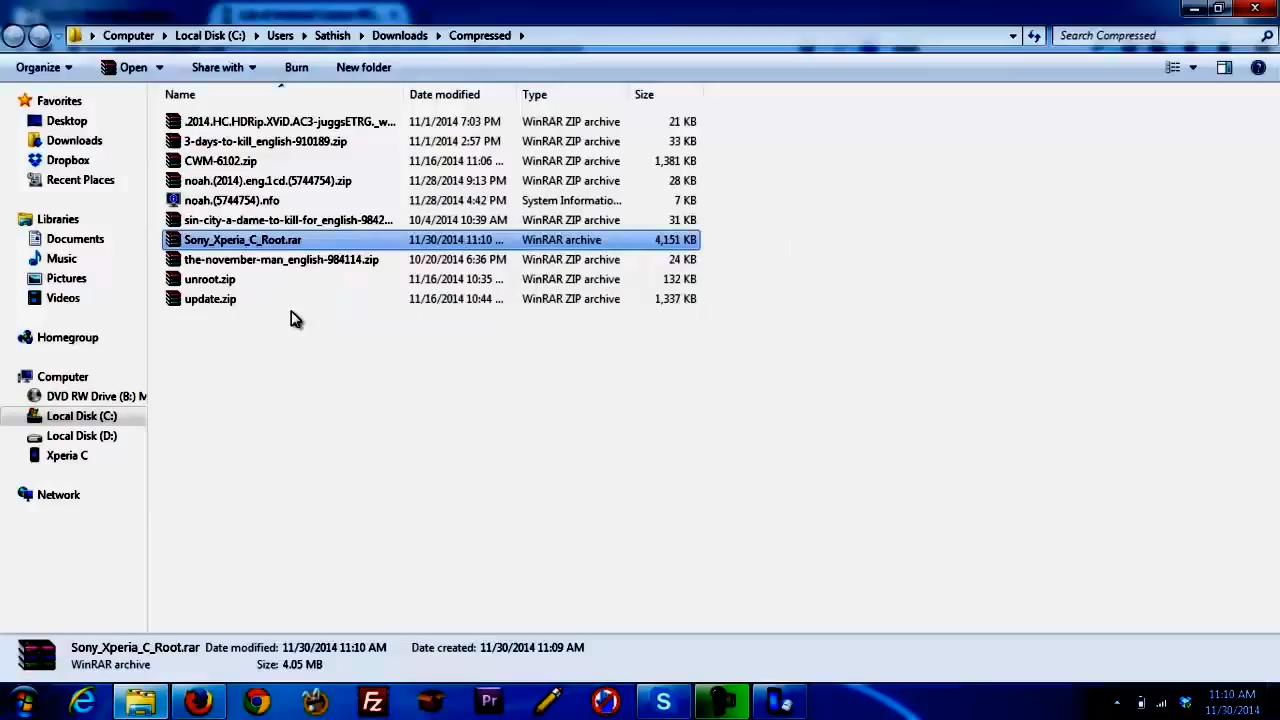 Computer Local Disk (C:) Users Sathish Downloads Compressed Search Compressed
Organize Open Share with Burn New folder
Name Date modified Type Size
.2014.HC.HDRip.XViD.AC3-juggsETRG._w... 11/1/2014 7:03 PM WinRAR ZIP archive 21 KB
3-days-to-kill_english-910189.zip 11/1/2014 2:57 PM WinRAR ZIP archive 33 KB
CWM-6102.zip 11/16/2014 11:06 ... WinRAR ZIP archive 1,381 KB
noah.(2014).eng.1cd.(5744754).zip 11/28/2014 9:13 PM WinRAR ZIP archive 28 KB
noah.(5744754).nfo 11/28/2014 4:42 PM System Informatio... 7 KB
sin-city-a-dame-to-kill-for_english-9842... 10/4/2014 10:39 AM WinRAR ZIP archive 31 KB
Sony_Xperia_C_Root.rar 11/30/2014 11:10 ... WinRAR archive 4,151 KB
the-november-man_english-984114.zip 10/20/2014 6:36 PM WinRAR ZIP archive 24 KB
unroot.zip 11/16/2014 10:35 ... WinRAR ZIP archive 132 KB
update.zip 11/16/2014 10:44 ... WinRAR ZIP archive 1,337 KB
Favorites
Desktop
Downloads
Dropbox
Recent Places
Libraries
Documents
Music
Pictures
Videos
Homegroup
Computer
DVD RW Drive (B:) M
Local Disk (C:)
Local Disk (D:)
Xperia C
Network
Sony_Xperia_C_Root.rar Date modified: 11/30/2014 11:10 AM Date created: 11/30/2014 11:09 AM
WinRAR archive Size: 4.05 MB
Fz Pr S
11:10 AM
11/30/2014